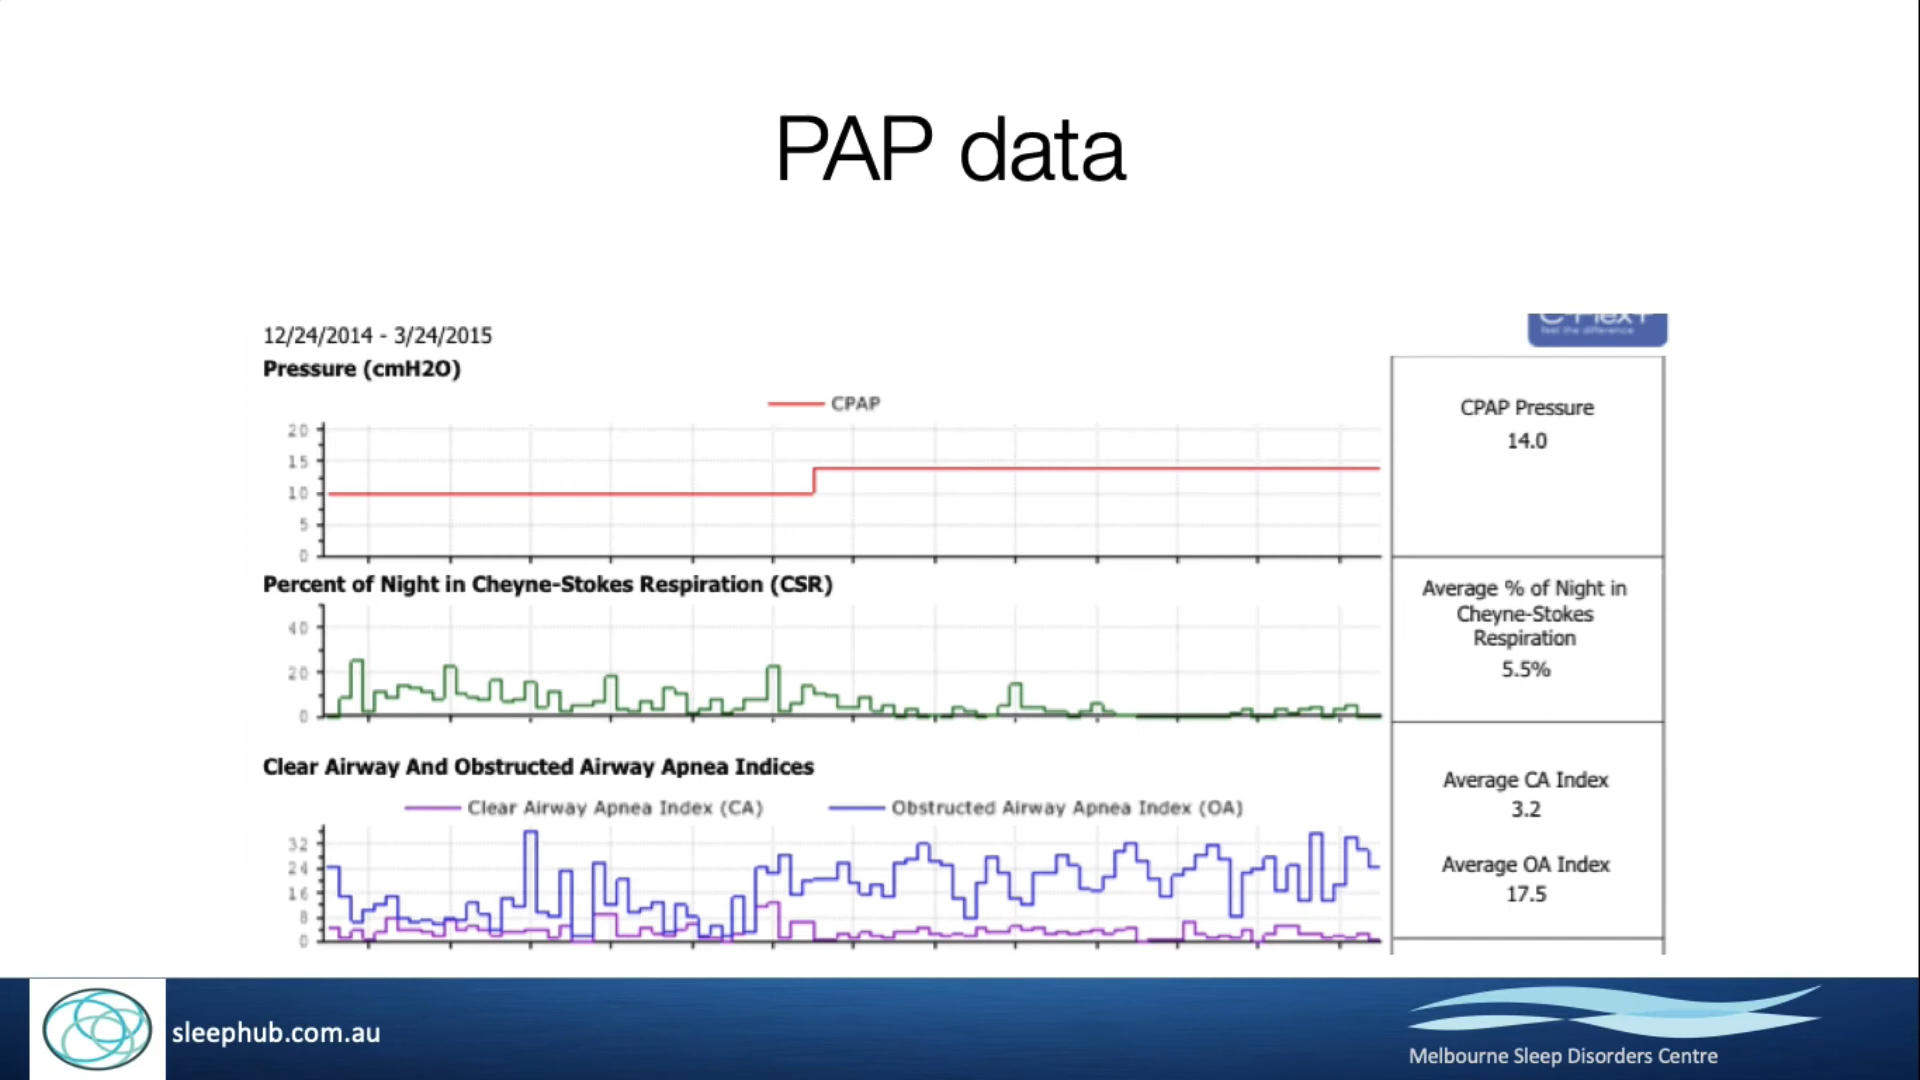 PAP data
12/24/2014 - 3/24/2015
C-Flex+
feel the difference
Pressure (cmH2O)
CPAP
20
15
10
5
0
CPAP Pressure
14.0
Percent of Night in Cheyne-Stokes Respiration (CSR)
40
20
0
Average % of Night in
Cheyne-Stokes
Respiration
5.5%
Clear Airway And Obstructed Airway Apnea Indices
Clear Airway Apnea Index (CA)
Obstructed Airway Apnea Index (OA)
32
24
16
8
0
Average CA Index
3.2
Average OA Index
17.5
sleephub.com.au
Melbourne Sleep Disorders Centre